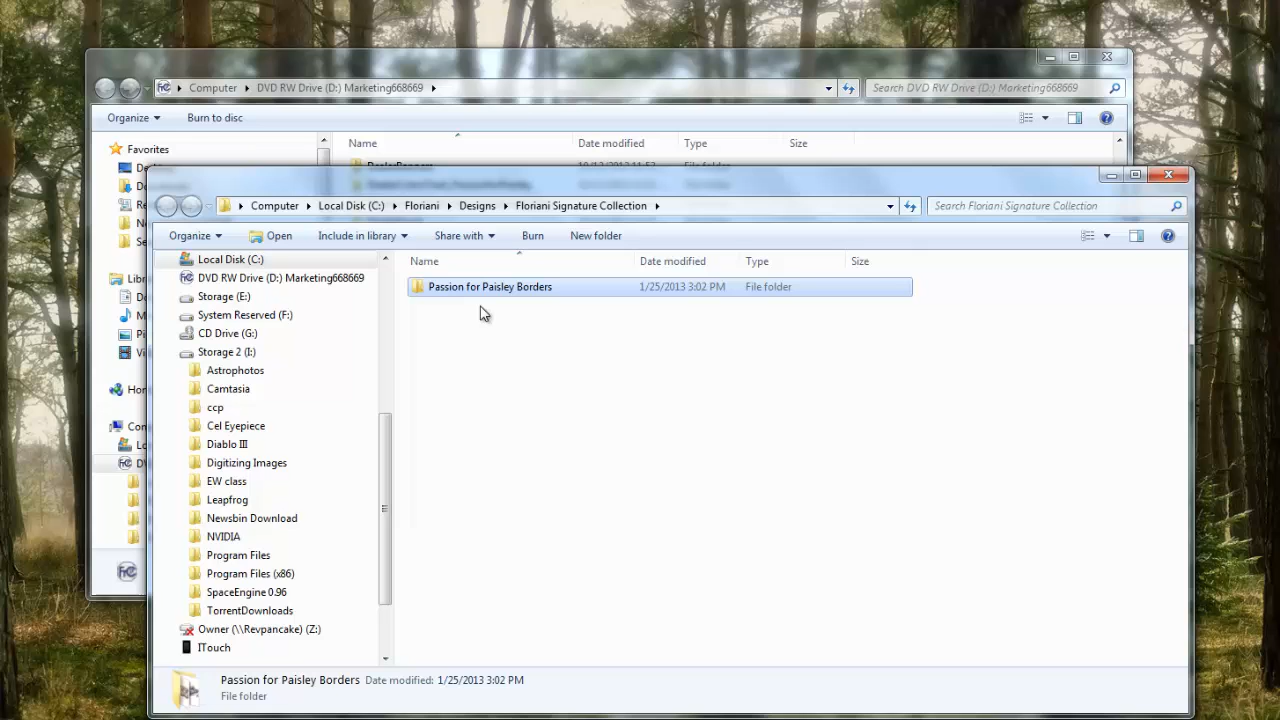 Computer DVD RW Drive (D:) Marketing668669
Search DVD RW Drive (D:) Marketing668669
Organize Burn to disc
Favorites
Name Date modified Type Size
Computer Local Disk (C:) Floriani Designs Floriani Signature Collection
Search Floriani Signature Collection
Organize Open Include in library Share with Burn New folder
Name Date modified Type Size
Passion for Paisley Borders 1/25/2013 3:02 PM File folder
Local Disk (C:)
DVD RW Drive (D:) Marketing668669
Storage (E:)
System Reserved (F:)
CD Drive (G:)
Storage 2 (I:)
Astrophotos
Camtasia
ccp
Cel Eyepiece
Diablo III
Digitizing Images
EW class
Leapfrog
Newsbin Download
NVIDIA
Program Files
Program Files (x86)
SpaceEngine 0.96
TorrentDownloads
Owner (\\Revpancake) (Z:)
ITouch
Passion for Paisley Borders Date modified: 1/25/2013 3:02 PM
File folder